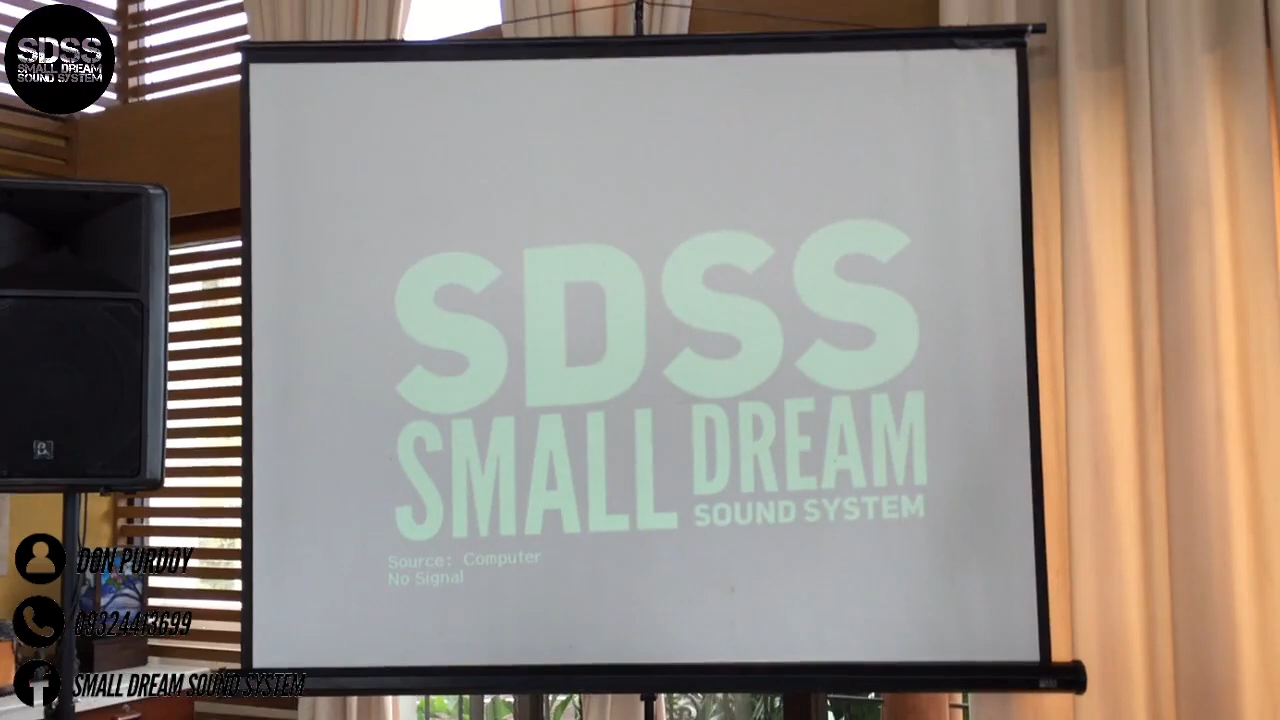 SDSS
SMALL DREAM
SOUND SYSTEM
SDSS
SMALL DREAM
SOUND SYSTEM
Source: Computer
No Signal
DON PURDOY
09324413699
SMALL DREAM SOUND SYSTEM